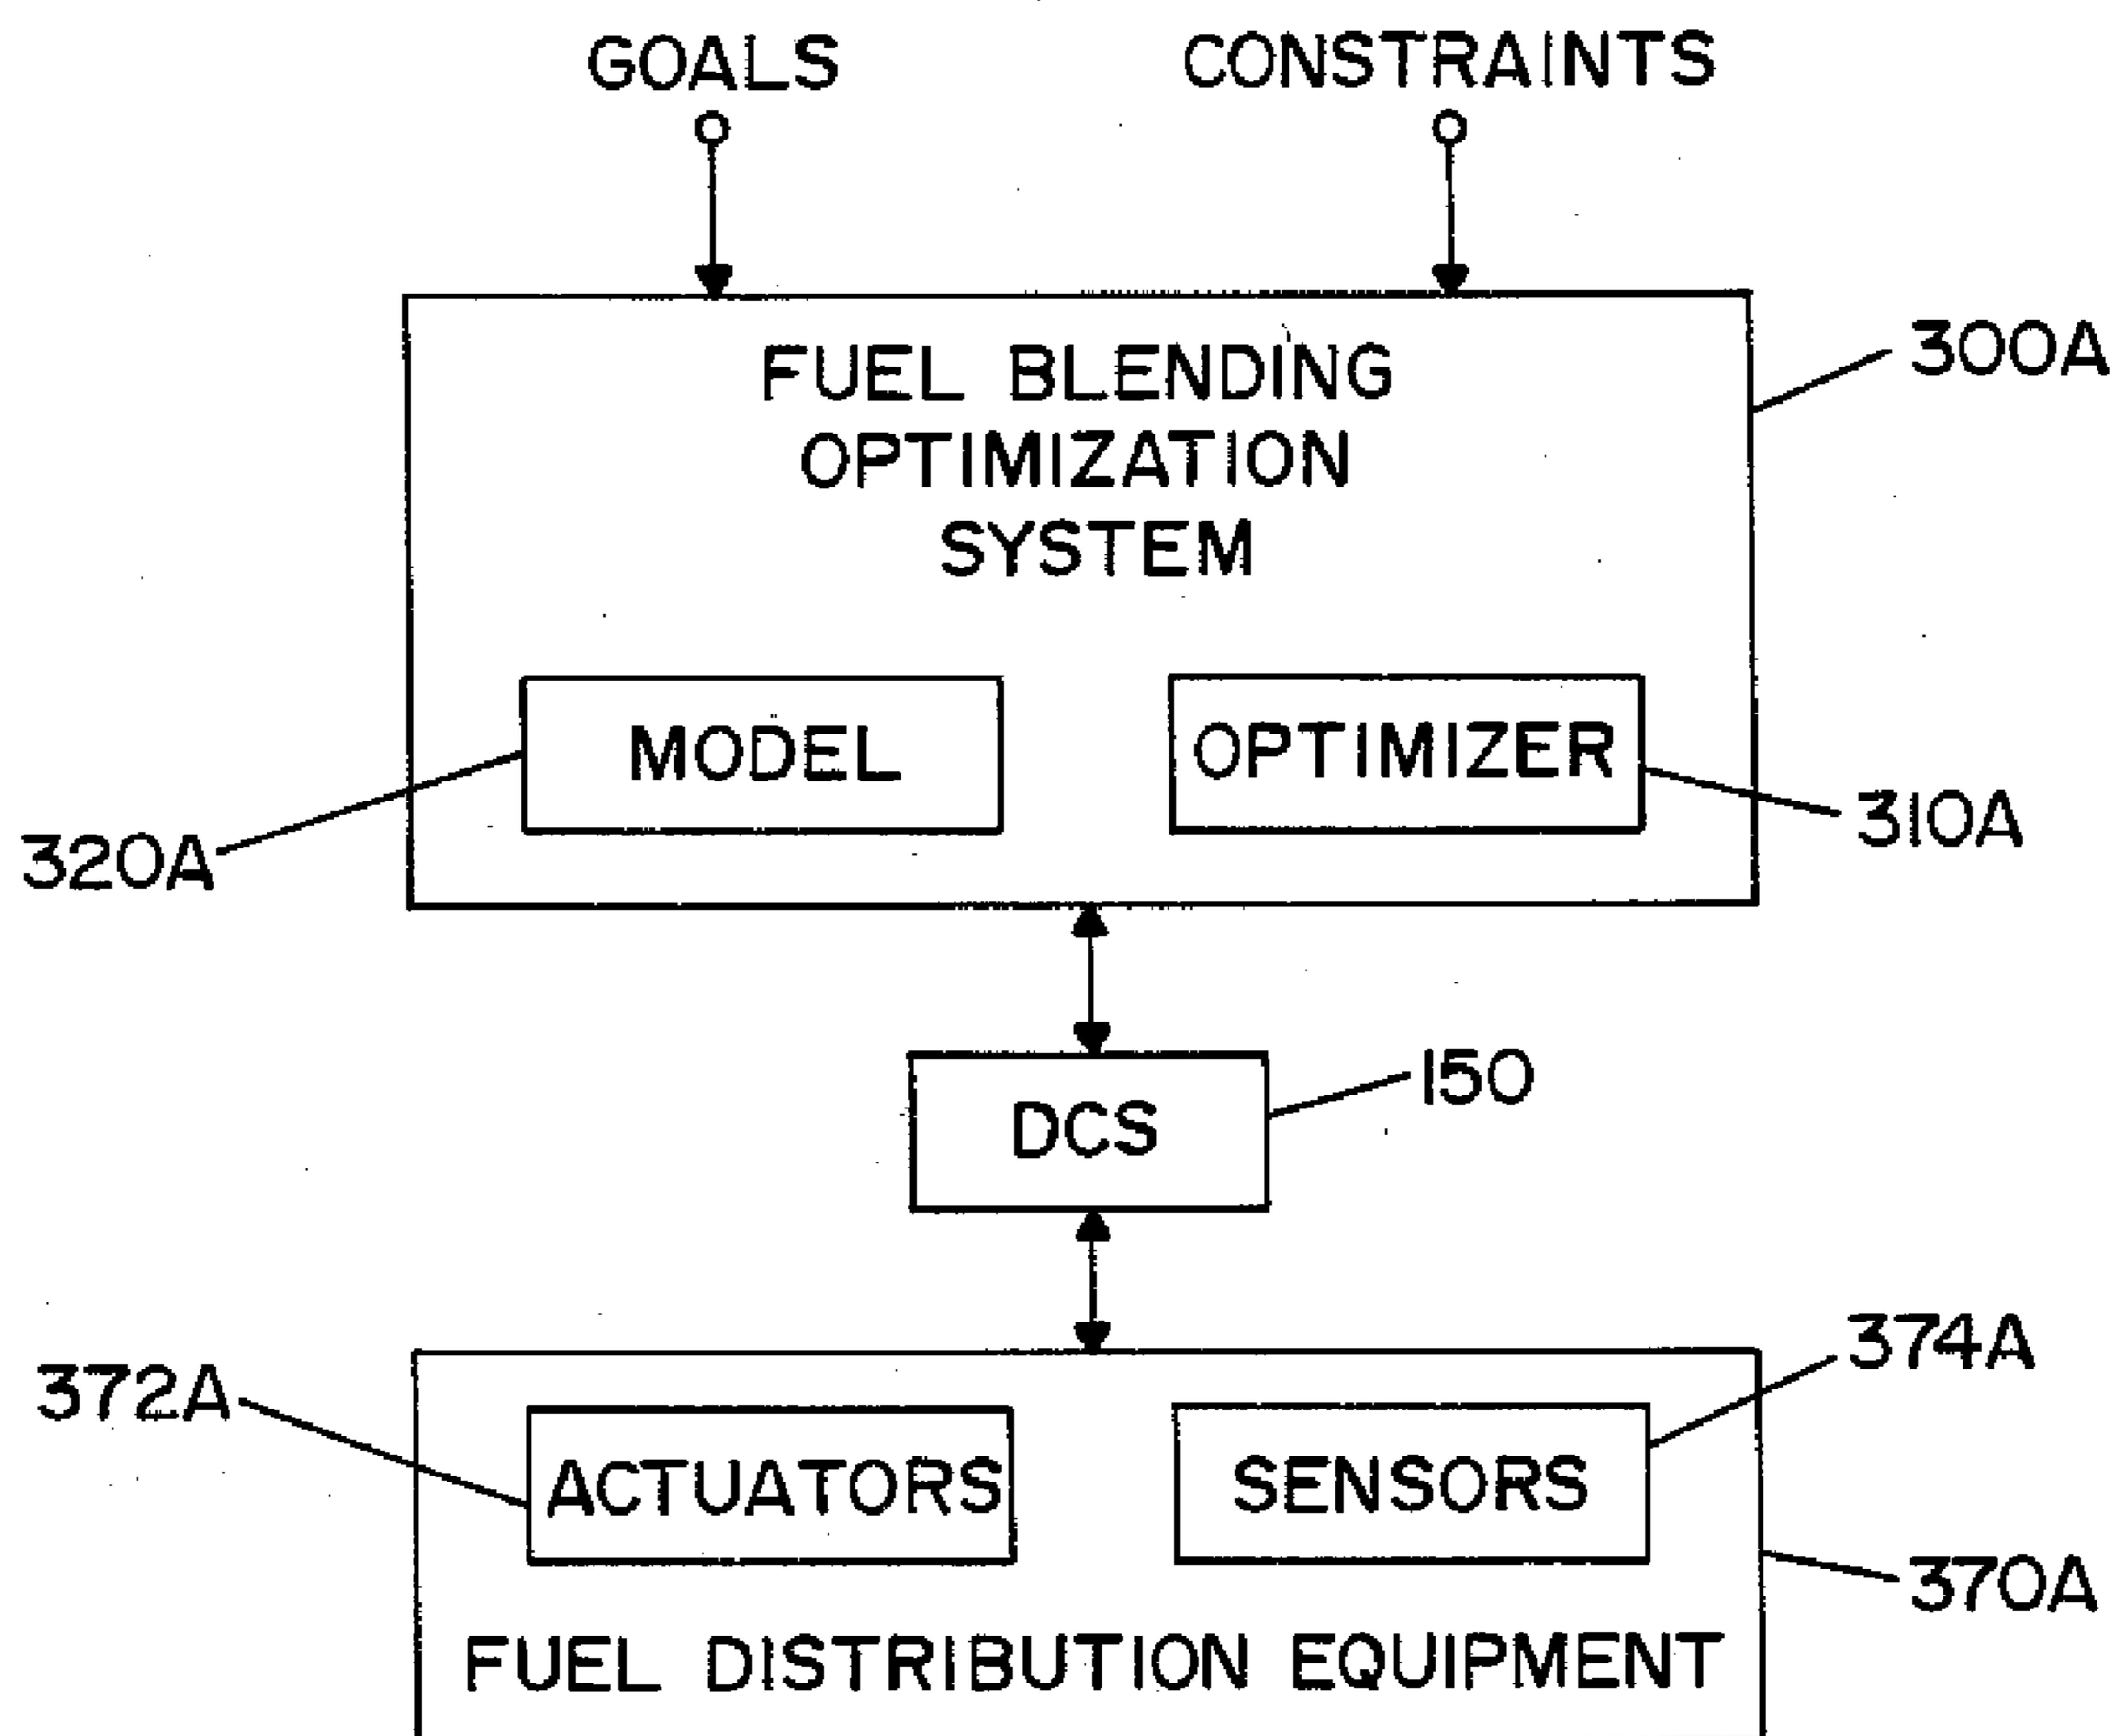 GOALS
CONSTRAINTS
FUEL BLENDING
OPTIMIZATION
SYSTEM
300A
MODEL
OPTIMIZER
320A
310A
DCS
150
372A
374A
ACTUATORS
SENSORS
370A
FUEL DISTRIBUTION EQUIPMENT